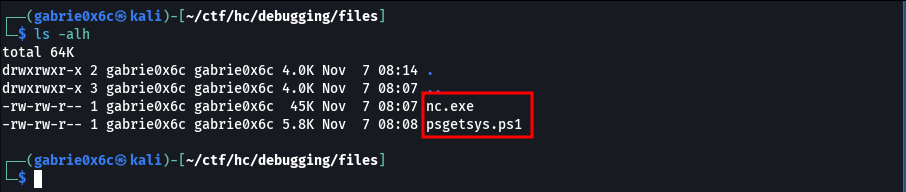 ┌──(gabrie0x6c㉿kali)-[~/ctf/hc/debugging/files]
└─$ ls -alh
total 64K
drwxrwxr-x 2 gabrie0x6c gabrie0x6c 4.0K Nov  7 08:14 .
drwxrwxr-x 3 gabrie0x6c gabrie0x6c 4.0K Nov  7 08:07 ..
-rw-rw-r-- 1 gabrie0x6c gabrie0x6c  45K Nov  7 08:07 nc.exe
-rw-rw-r-- 1 gabrie0x6c gabrie0x6c 5.8K Nov  7 08:08 psgetsys.ps1
┌──(gabrie0x6c㉿kali)-[~/ctf/hc/debugging/files]
└─$